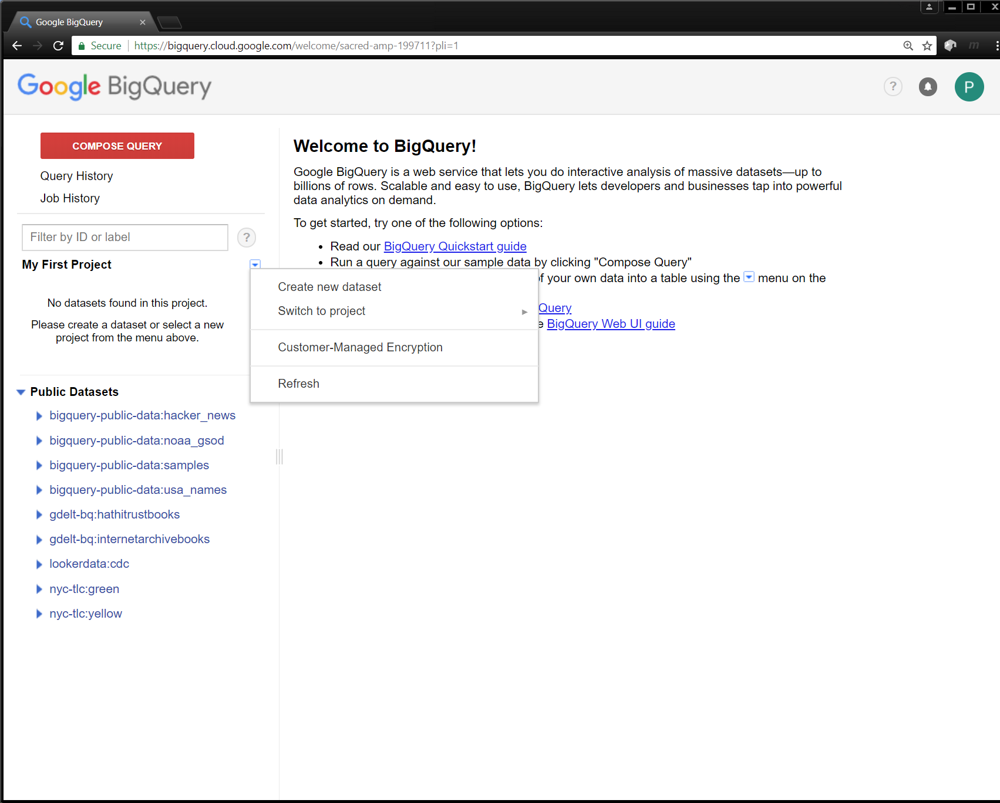 Google BigQuery
Secure
https://bigquery.cloud.google.com/welcome/sacred-amp-199711?pli=1
m
Google BigQuery
?
P
COMPOSE QUERY
Query History
Job History
Filter by ID or label
?
My First Project
No datasets found in this project.
Please create a dataset or select a new
project from the menu above.
Public Datasets
bigquery-public-data:hacker_news
bigquery-public-data:noaa_gsod
bigquery-public-data:samples
bigquery-public-data:usa_names
gdelt-bq:hathitrustbooks
gdelt-bq:internetarchivebooks
lookerdata:cdc
nyc-tlc:green
nyc-tlc:yellow
Welcome to BigQuery!
Google BigQuery is a web service that lets you do interactive analysis of massive datasets—up to
billions of rows. Scalable and easy to use, BigQuery lets developers and businesses tap into powerful
data analytics on demand.
To get started, try one of the following options:
• Read our BigQuery Quickstart guide
• Run a query against our sample data by clicking "Compose Query"
of your own data into a table using the menu on the
Query
BigQuery Web UI guide
Create new dataset
Switch to project
Customer-Managed Encryption
Refresh